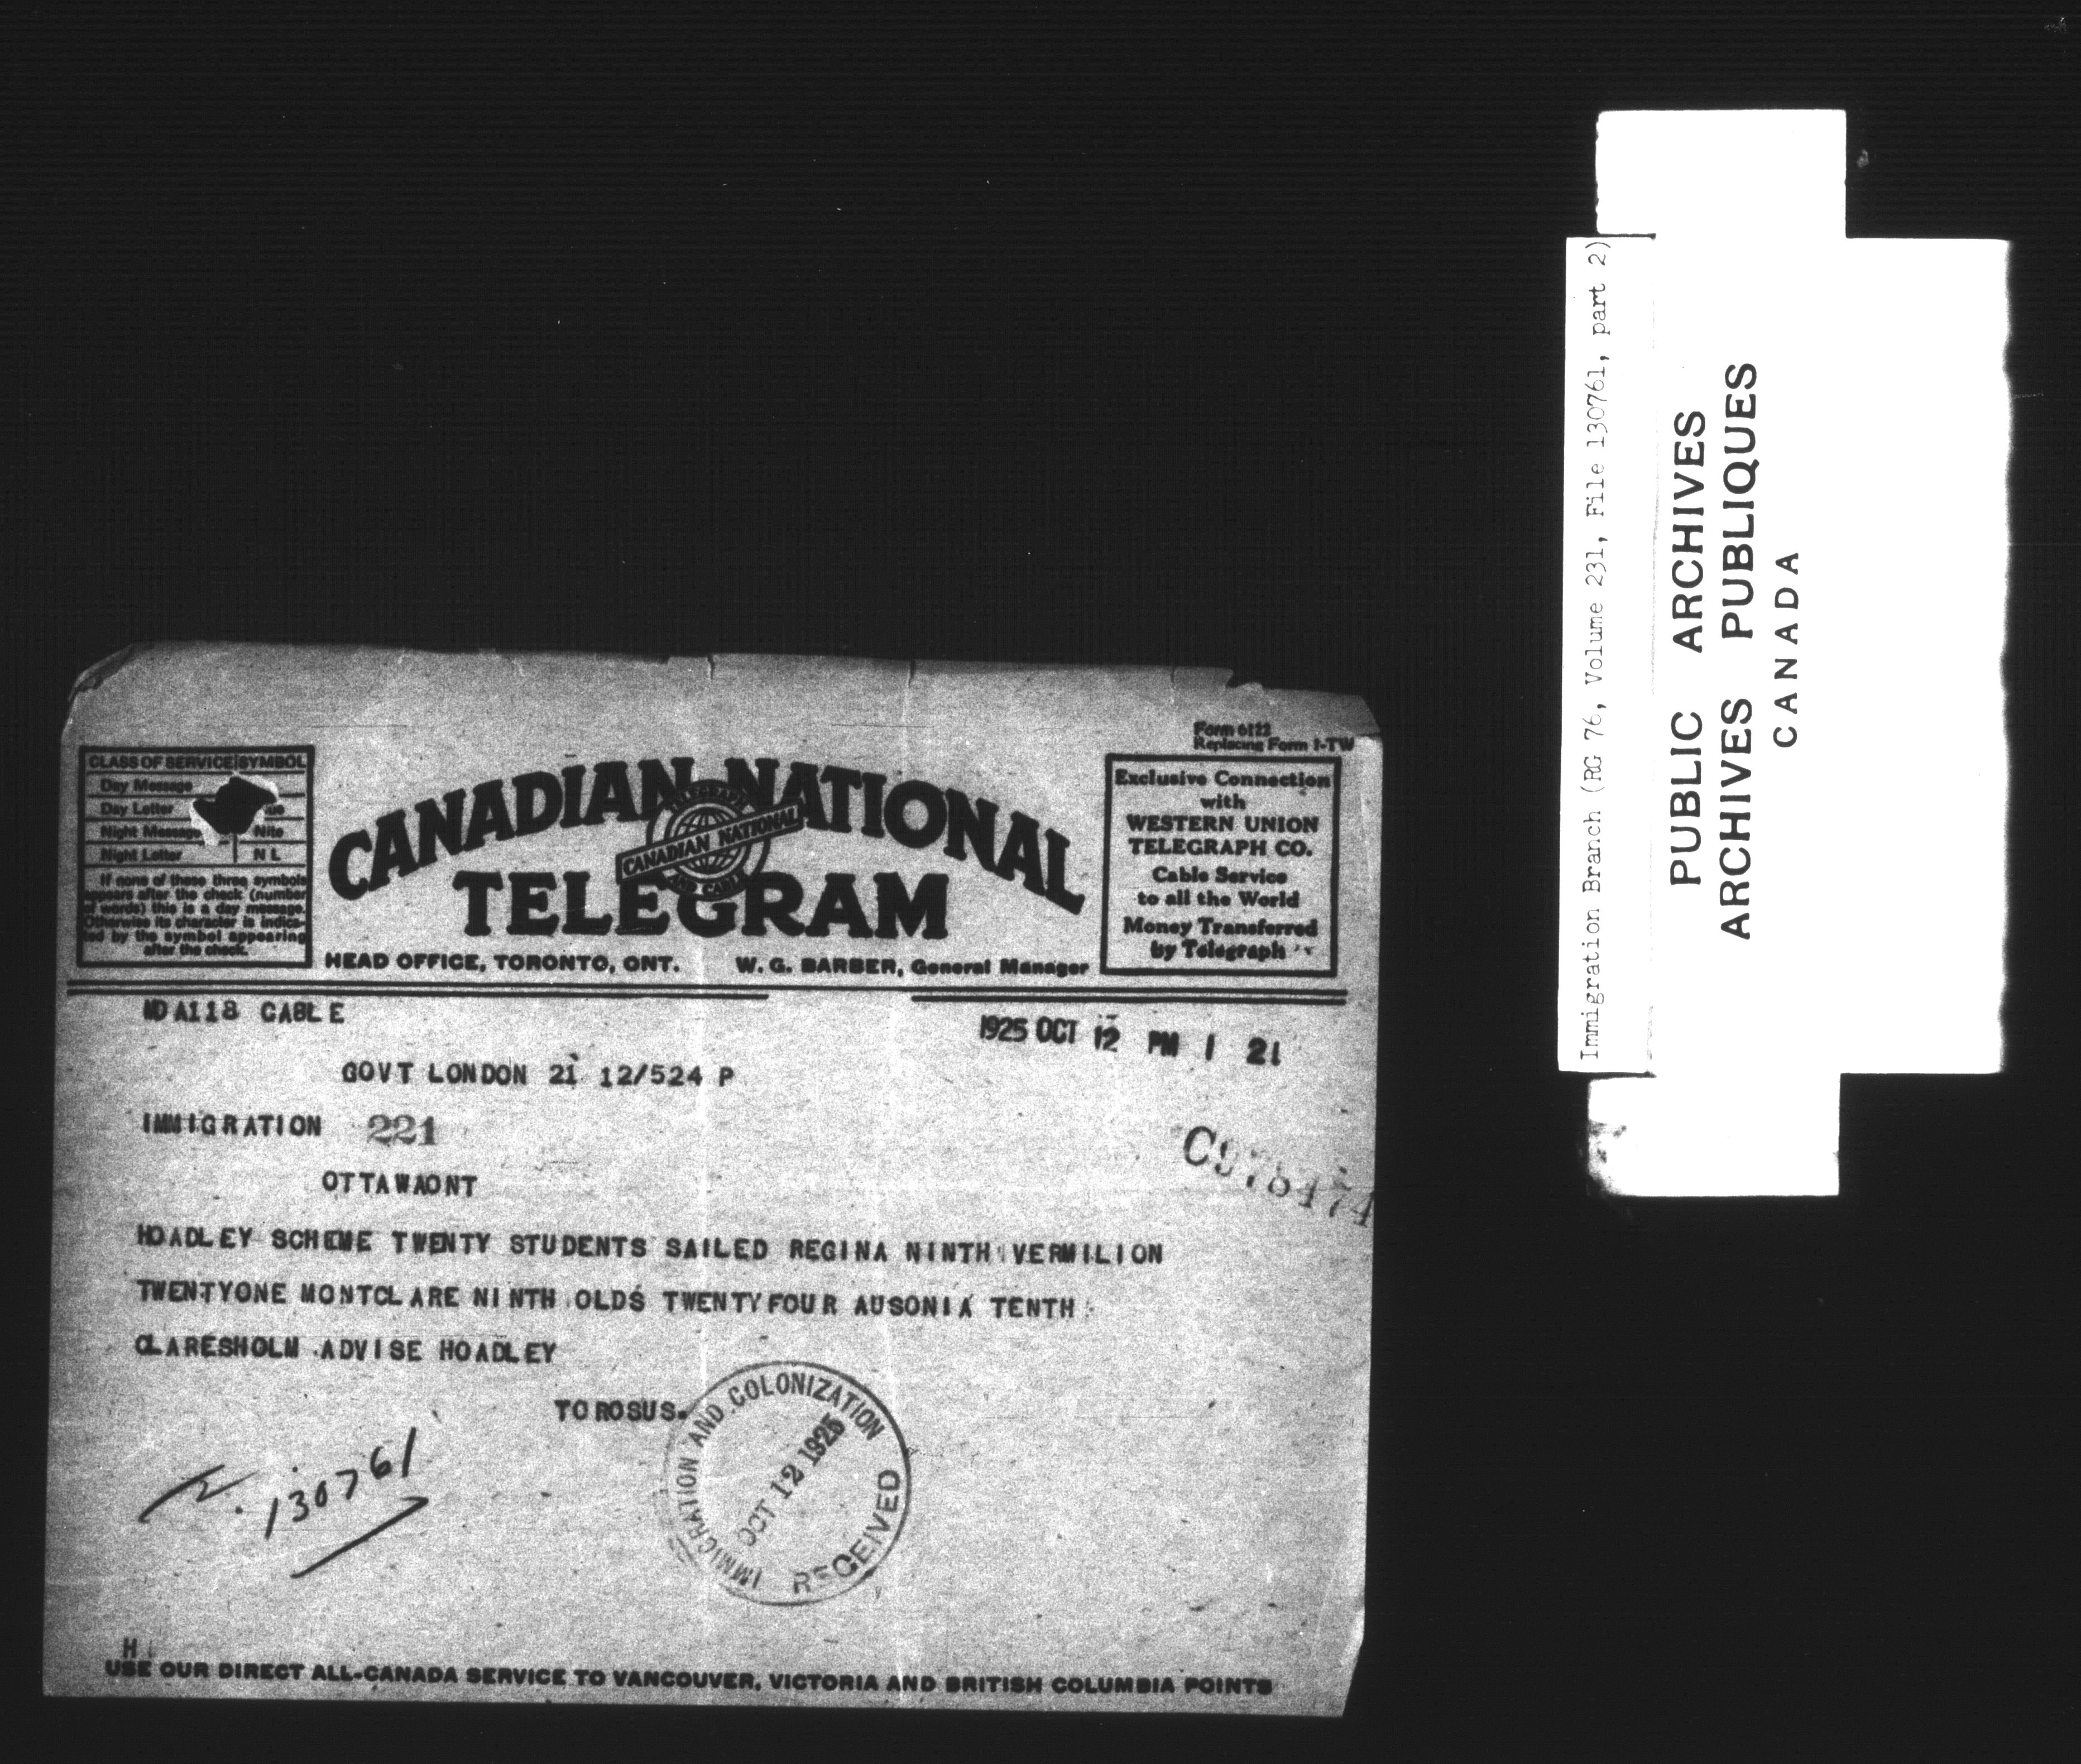 Form 6122
Replacing Form 1-TW
CLASS OF SERVICE SYMBOL
Day Message
Day Letter
Night Message Nite
Night Letter N L
If none of these three symbols
appears after the check (number
of words) this is a day message.
Otherwise its character is indica-
ted by the symbol appearing
after the check.
CANADIAN NATIONAL
TELEGRAPH
CANADIAN NATIONAL
AND CABLE
TELEGRAM
HEAD OFFICE, TORONTO, ONT. W. G. BARBER, General Manager
Exclusive Connection
with
WESTERN UNION
TELEGRAPH CO.
Cable Service
to all the World
Money Transferred
by Telegraph
MDA118 CABLE
1925 OCT 12 PM 1 21
GOVT LONDON 21 12/524 P
IMMIGRATION 221
OTTAWAONT
C978474
HOADLEY SCHEME TWENTY STUDENTS SAILED REGINA NINTH VERMILION
TWENTYONE MONTCLARE NINTH OLDS TWENTYFOUR AUSONIA TENTH
CLARESHOLM ADVISE HOADLEY
TOROSUS.
130761
IMMIGRATION AND COLONIZATION
OCT 12 1925
RECEIVED
H
USE OUR DIRECT ALL-CANADA SERVICE TO VANCOUVER, VICTORIA AND BRITISH COLUMBIA POINTS
Immigration Branch (RG 76, Volume 231, File 130761, part 2)
PUBLIC ARCHIVES
ARCHIVES PUBLIQUES
CANADA